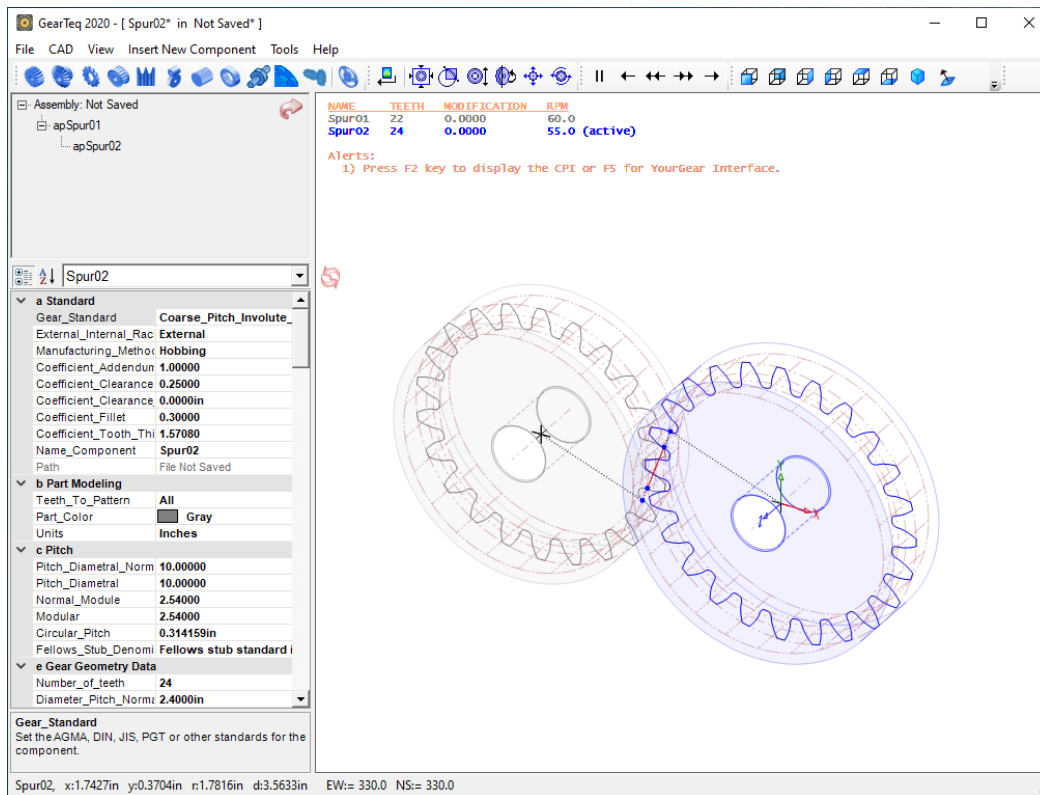 GearTeq 2020 - [ Spur02* in Not Saved* ]
File CAD View Insert New Component Tools Help
Assembly: Not Saved
apSpur01
apSpur02
NAME TEETH MODIFICATION RPM
Spur01 22 0.0000 60.0
Spur02 24 0.0000 55.0 (active)
Alerts:
1) Press F2 key to display the CPI or F5 for YourGear Interface.
Spur02
a Standard
Gear_Standard Coarse_Pitch_Involute_
External_Internal_Rac External
Manufacturing_Metho Hobbing
Coefficient_Addendun 1.00000
Coefficient_Clearance 0.25000
Coefficient_Clearance_ 0.0000in
Coefficient_Fillet 0.30000
Coefficient_Tooth_Thi 1.57080
Name_Component Spur02
Path File Not Saved
b Part Modeling
Teeth_To_Pattern All
Part_Color Gray
Units Inches
c Pitch
Pitch_Diametral_Norm 10.00000
Pitch_Diametral 10.00000
Normal_Module 2.54000
Modular 2.54000
Circular_Pitch 0.314159in
Fellows_Stub_Denomi Fellows stub standard i
e Gear Geometry Data
Number_of_teeth 24
Diameter_Pitch_Norma 2.4000in
Y
X
Z
Gear_Standard
Set the AGMA, DIN, JIS, PGT or other standards for the
component.
Spur02, x:1.7427in y:0.3704in r:1.7816in d:3.5633in EW:= 330.0 NS:= 330.0